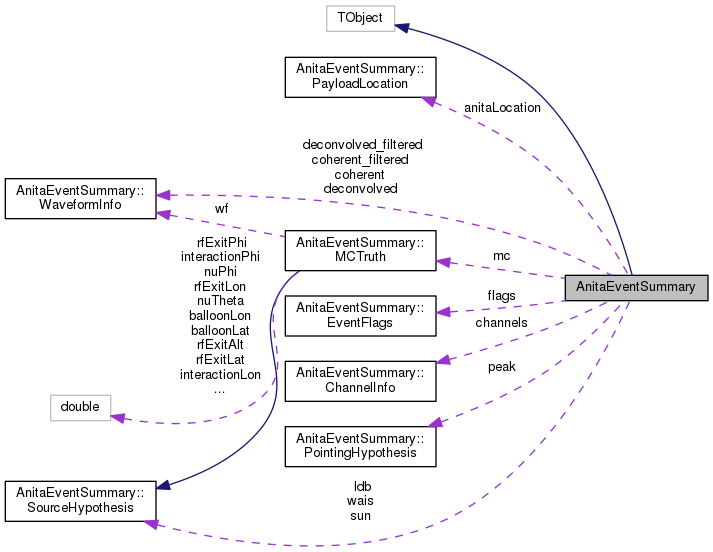 TObject
AnitaEventSummary::
PayloadLocation
anitaLocation
deconvolved_filtered
coherent_filtered
coherent
deconvolved
AnitaEventSummary::
WaveformInfo
wf
AnitaEventSummary::
MCTruth
mc
AnitaEventSummary
rfExitPhi
interactionPhi
nuPhi
rfExitLon
nuTheta
balloonLon
balloonLat
rfExitAlt
rfExitLat
interactionLon
...
flags
AnitaEventSummary::
EventFlags
channels
AnitaEventSummary::
ChannelInfo
peak
double
AnitaEventSummary::
PointingHypothesis
AnitaEventSummary::
SourceHypothesis
ldb
wais
sun